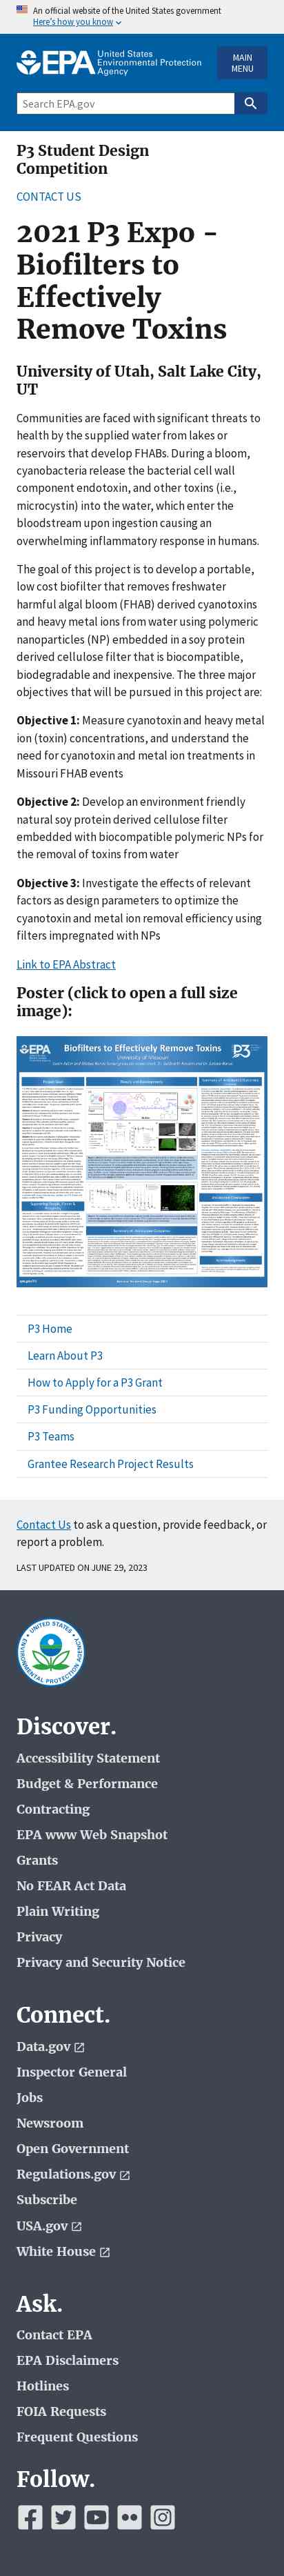 An official website of the United States government
Here's how you know
EPA United States
Environmental Protection
Agency
MAIN
MENU
Search EPA.gov
P3 Student Design
Competition
CONTACT US
2021 P3 Expo -
Biofilters to
Effectively
Remove Toxins
University of Utah, Salt Lake City,
UT
Communities are faced with significant threats to
health by the supplied water from lakes or
reservoirs that develop FHABs. During a bloom,
cyanobacteria release the bacterial cell wall
component endotoxin, and other toxins (i.e.,
microcystin) into the water, which enter the
bloodstream upon ingestion causing an
overwhelming inflammatory response in humans.
The goal of this project is to develop a portable,
low cost biofilter that removes freshwater
harmful algal bloom (FHAB) derived cyanotoxins
and heavy metal ions from water using polymeric
nanoparticles (NP) embedded in a soy protein
derived cellulose filter that is biocompatible,
biodegradable and inexpensive. The three major
objectives that will be pursued in this project are:
Objective 1: Measure cyanotoxin and heavy metal
ion (toxin) concentrations, and understand the
need for cyanotoxin and metal ion treatments in
Missouri FHAB events
Objective 2: Develop an environment friendly
natural soy protein derived cellulose filter
embedded with biocompatible polymeric NPs for
the removal of toxins from water
Objective 3: Investigate the effects of relevant
factors as design parameters to optimize the
cyanotoxin and metal ion removal efficiency using
filters impregnated with NPs
Link to EPA Abstract
Poster (click to open a full size
image):
EPA Biofilters to Effectively Remove Toxins P3
University of Missouri
P3 Home
Learn About P3
How to Apply for a P3 Grant
P3 Funding Opportunities
P3 Teams
Grantee Research Project Results
Contact Us to ask a question, provide feedback, or
report a problem.
LAST UPDATED ON JUNE 29, 2023
UNITED STATES
ENVIRONMENTAL PROTECTION AGENCY
Discover.
Accessibility Statement
Budget & Performance
Contracting
EPA www Web Snapshot
Grants
No FEAR Act Data
Plain Writing
Privacy
Privacy and Security Notice
Connect.
Data.gov
Inspector General
Jobs
Newsroom
Open Government
Regulations.gov
Subscribe
USA.gov
White House
Ask.
Contact EPA
EPA Disclaimers
Hotlines
FOIA Requests
Frequent Questions
Follow.